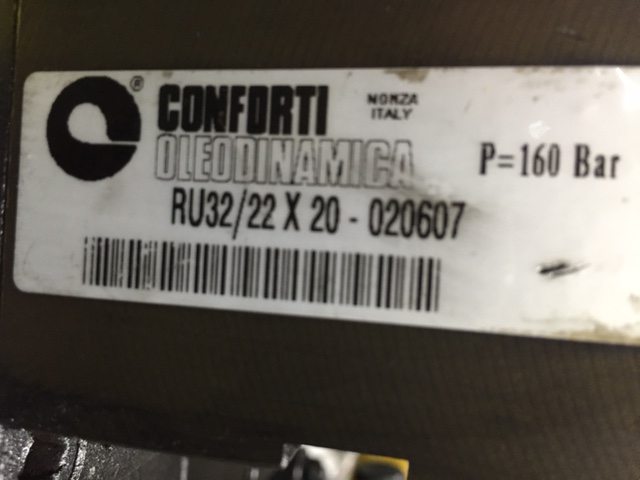 ®
CONFORTI
OLEODINAMICA
MONZA
ITALY
P=160 Bar
RU32/22 X 20 - 020607